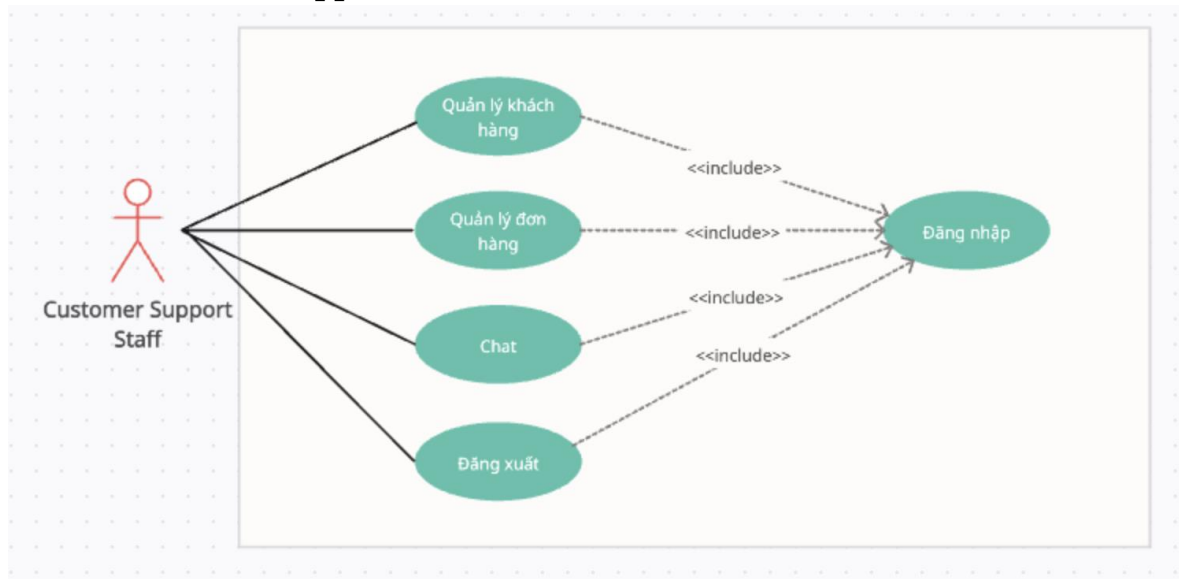 Quản lý khách
hàng
<<include>>
Quản lý đơn
hàng
<<include>>
Đăng nhập
<<include>>
Customer Support
Staff
Chat
<<include>>
Đăng xuất